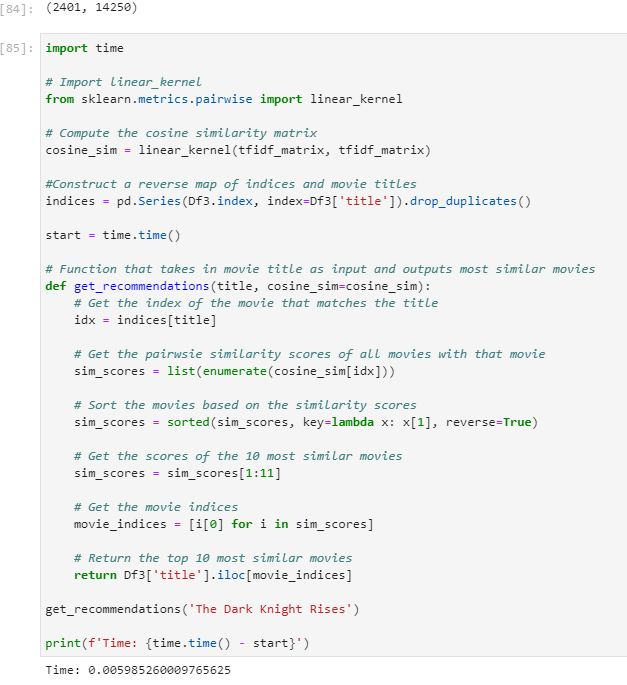 [84]: (2401, 14250)
[85]: import time
# Import linear_kernel
from sklearn.metrics.pairwise import linear_kernel
# Compute the cosine similarity matrix
cosine_sim = linear_kernel(tfidf_matrix, tfidf_matrix)
#Construct a reverse map of indices and movie titles
indices = pd.Series(Df3.index, index=Df3['title']).drop_duplicates()
start = time.time()
# Function that takes in movie title as input and outputs most similar movies
def get_recommendations(title, cosine_sim=cosine_sim):
    # Get the index of the movie that matches the title
    idx = indices[title]
    # Get the pairwsie similarity scores of all movies with that movie
    sim_scores = list(enumerate(cosine_sim[idx]))
    # Sort the movies based on the similarity scores
    sim_scores = sorted(sim_scores, key=lambda x: x[1], reverse=True)
    # Get the scores of the 10 most similar movies
    sim_scores = sim_scores[1:11]
    # Get the movie indices
    movie_indices = [i[0] for i in sim_scores]
    # Return the top 10 most similar movies
    return Df3['title'].iloc[movie_indices]
get_recommendations('The Dark Knight Rises')
print(f'Time: {time.time() - start}')
Time: 0.005985260009765625